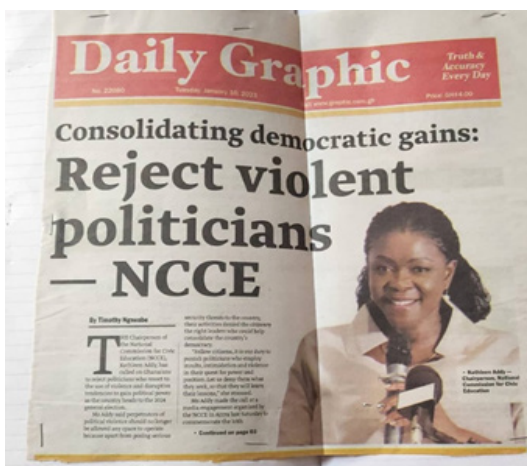 Daily Graphic
Truth &
Accuracy
Every Day
Consolidating democratic gains:
Reject violent
politicians
— NCCE
By Timothy Ngnenbe
THE Chairperson of
the National
Commission for Civic
Education (NCCE),
Kathleen Addy, has
called on Ghanaians
to reject politicians who resort to
the use of violence and disruptive
tendencies to gain political power
as the country heads to the 2024
general election.
Ms Addy said perpetrators of
political violence should no longer
be allowed any space to operate
because apart from posing serious
security threats to the country,
their activities denied the citizenry
the right leaders who could help
consolidate the country's
democracy.
"Fellow citizens, it is our duty to
punish politicians who employ
insults, intimidation and violence
in their quest for power and
position. Let us deny them what
they seek, so that they will learn
their lessons," she stressed.
Ms Addy made the call at a
media engagement organised by
the NCCE in Accra last Saturday to
commemorate the
• Continued on page
• Kathleen Addy —
Chairperson, National
Commission for Civic
Education